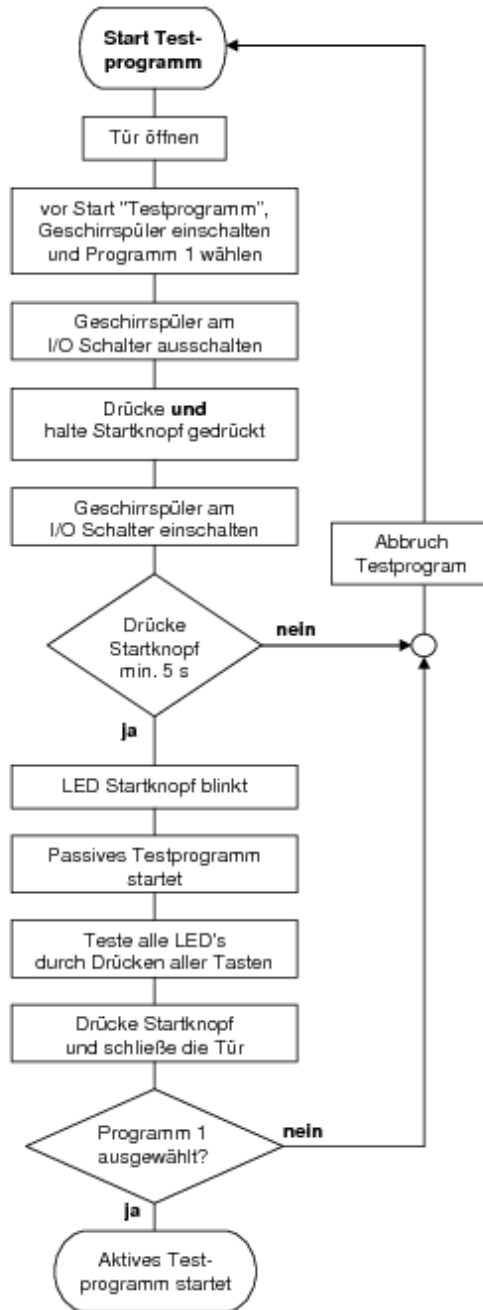 Start Test-
programm
Tür öffnen
vor Start "Testprogramm",
Geschirrspüler einschalten
und Programm 1 wählen
Geschirrspüler am
I/O Schalter ausschalten
Drücke und
halte Startknopf gedrückt
Geschirrspüler am
I/O Schalter einschalten
Abbruch
Testprogram
Drücke
Startknopf
min. 5 s
nein
ja
LED Startknopf blinkt
Passives Testprogramm
startet
Teste alle LED's
durch Drücken aller Tasten
Drücke Startknopf
und schließe die Tür
Programm 1
ausgewählt?
nein
ja
Aktives Test-
programm startet